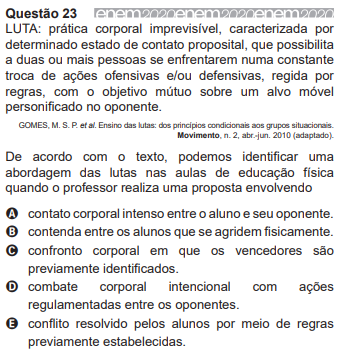 Questão 23 enem2020enem2020enem2020
LUTA: prática corporal imprevisível, caracterizada por
determinado estado de contato proposital, que possibilita
a duas ou mais pessoas se enfrentarem numa constante
troca de ações ofensivas e/ou defensivas, regida por
regras, com o objetivo mútuo sobre um alvo móvel
personificado no oponente.
GOMES, M. S. P. et al. Ensino das lutas: dos princípios condicionais aos grupos situacionais.
Movimento, n. 2, abr.-jun. 2010 (adaptado).
De acordo com o texto, podemos identificar uma
abordagem das lutas nas aulas de educação física
quando o professor realiza uma proposta envolvendo
A contato corporal intenso entre o aluno e seu oponente.
B contenda entre os alunos que se agridem fisicamente.
C confronto corporal em que os vencedores são
previamente identificados.
D combate corporal intencional com ações
regulamentadas entre os oponentes.
E conflito resolvido pelos alunos por meio de regras
previamente estabelecidas.